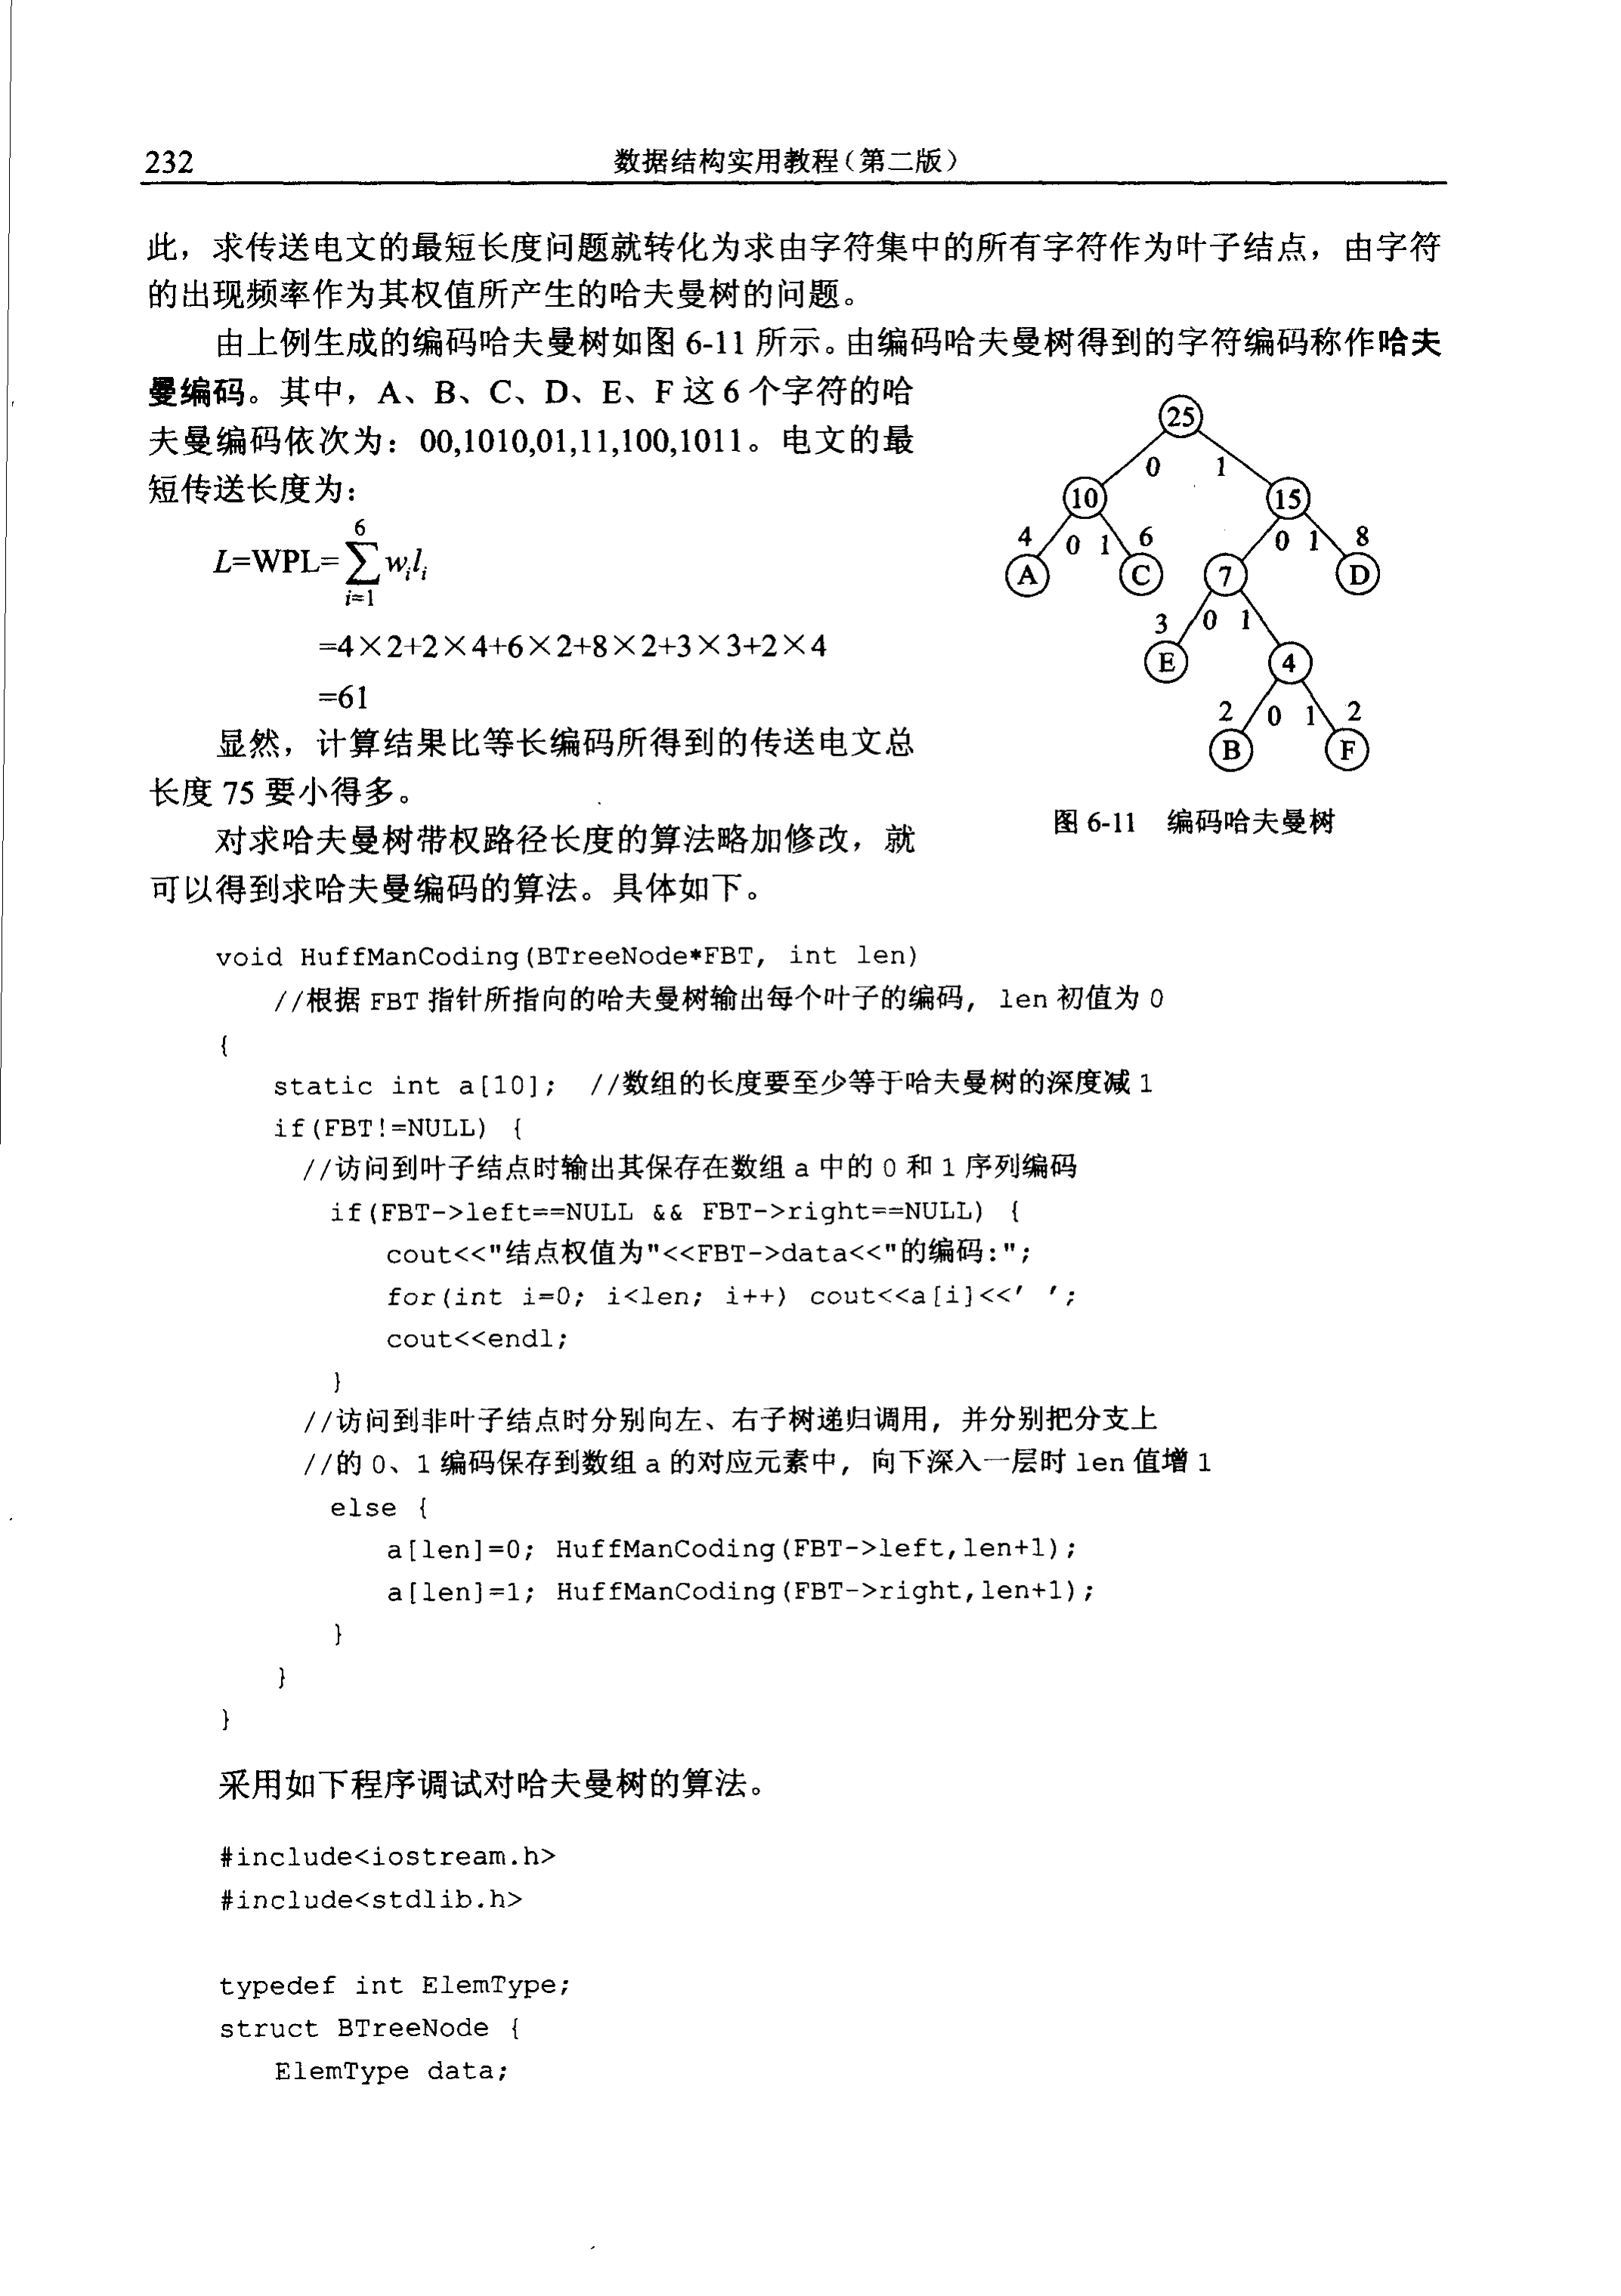 232
数据结构实用教程(第二版)
此，求传送电文的最短长度问题就转化为求由字符集中的所有字符作为叶子结点，由字符
的出现频率作为其权值所产生的哈夫曼树的问题。
由上例生成的编码哈夫曼树如图 6-11 所示。由编码哈夫曼树得到的字符编码称作哈夫
曼编码。其中，A、B、C、D、E、F 这 6 个字符的哈
夫曼编码依次为：00,1010,01,11,100,1011。电文的最
短传送长度为：
6
L=WPL=∑wᵢlᵢ
i=1
=4×2+2×4+6×2+8×2+3×3+2×4
=61
显然，计算结果比等长编码所得到的传送电文总
长度 75 要小得多。
对求哈夫曼树带权路径长度的算法略加修改，就
可以得到求哈夫曼编码的算法。具体如下。
25
0 1
10 15
4 0 1 6 0 1 8
A C 7 D
3 0 1
E 4
2 0 1 2
B F
图 6-11 编码哈夫曼树
void HuffManCoding(BTreeNode*FBT, int len)
//根据 FBT 指针所指向的哈夫曼树输出每个叶子的编码, len 初值为 0
{
static int a[10]; //数组的长度要至少等于哈夫曼树的深度减 1
if(FBT!=NULL) {
//访问到叶子结点时输出其保存在数组 a 中的 0 和 1 序列编码
if(FBT->left==NULL && FBT->right==NULL) {
cout<<"结点权值为"<<FBT->data<<"的编码:";
for(int i=0; i<len; i++) cout<<a[i]<<' ';
cout<<endl;
}
//访问到非叶子结点时分别向左、右子树递归调用, 并分别把分支上
//的 0、1 编码保存到数组 a 的对应元素中, 向下深入一层时 len 值增 1
else {
a[len]=0; HuffManCoding(FBT->left,len+1);
a[len]=1; HuffManCoding(FBT->right,len+1);
}
}
}
采用如下程序调试对哈夫曼树的算法。
#include<iostream.h>
#include<stdlib.h>
typedef int ElemType;
struct BTreeNode {
ElemType data;